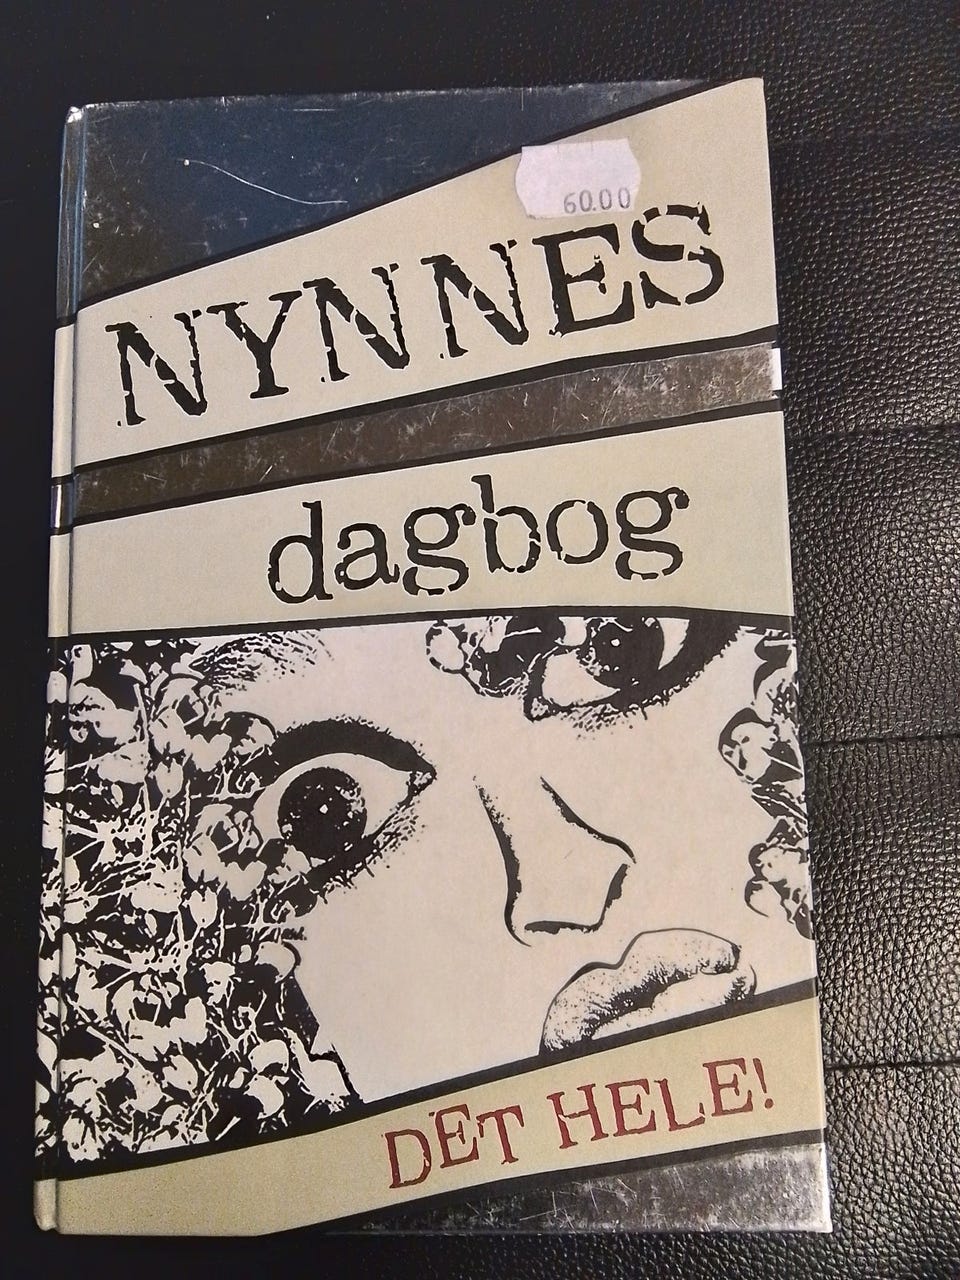 60.00
NYNNES
dagbog
DET HELE!